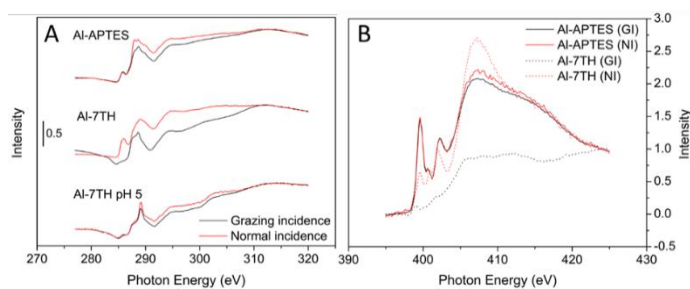 A
Al-APTES
Al-7TH
0.5
Al-7TH pH 5
Grazing incidence
Normal incidence
Intensity
270 280 290 300 310 320
Photon Energy (eV)
B
Al-APTES (GI)
Al-APTES (NI)
Al-7TH (GI)
Al-7TH (NI)
3.0
2.5
2.0
1.5
1.0
0.5
0.0
-0.5
Intensity
390 400 410 420 430
Photon Energy (eV)